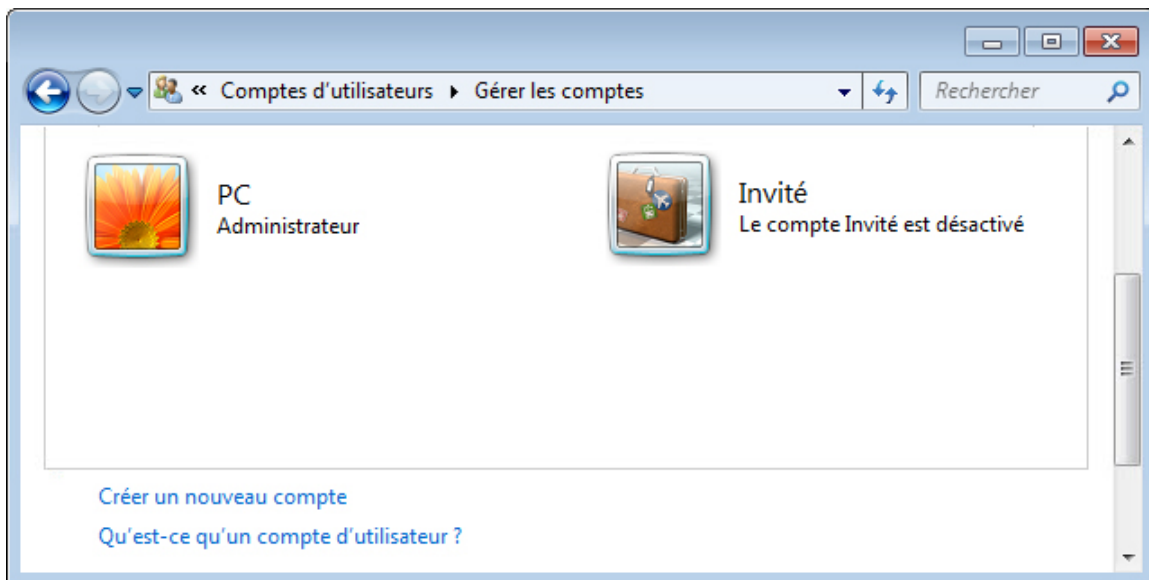 « Comptes d'utilisateurs Gérer les comptes Rechercher
PC
Administrateur
Invité
Le compte Invité est désactivé
Créer un nouveau compte
Qu'est-ce qu'un compte d'utilisateur ?